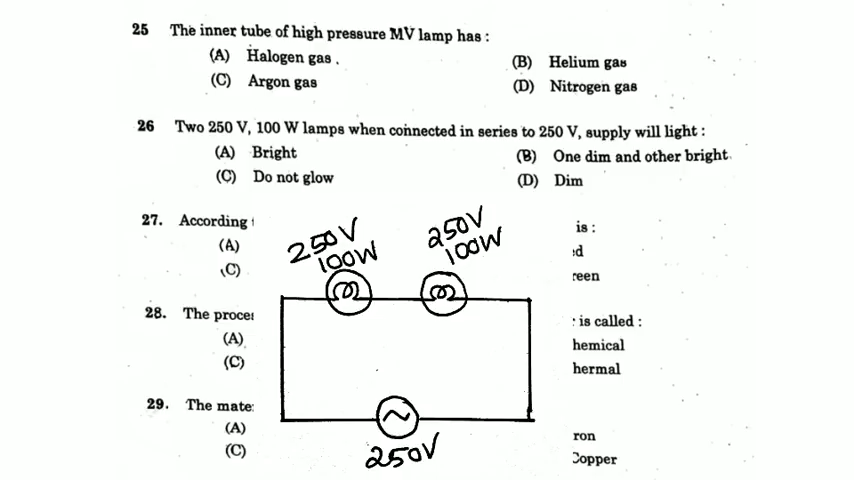 25 The inner tube of high pressure MV lamp has :
(A) Halogen gas . (B) Helium gas
(C) Argon gas (D) Nitrogen gas
26 Two 250 V, 100 W lamps when connected in series to 250 V, supply will light :
(A) Bright (B) One dim and other bright
(C) Do not glow (D) Dim
27. According is :
(A)
(C) reen
250V 100W
250V 100W
28. The proce is called :
(A) hemical
(C) hermal
29. The mate
(A) ron
(C) Copper
250V